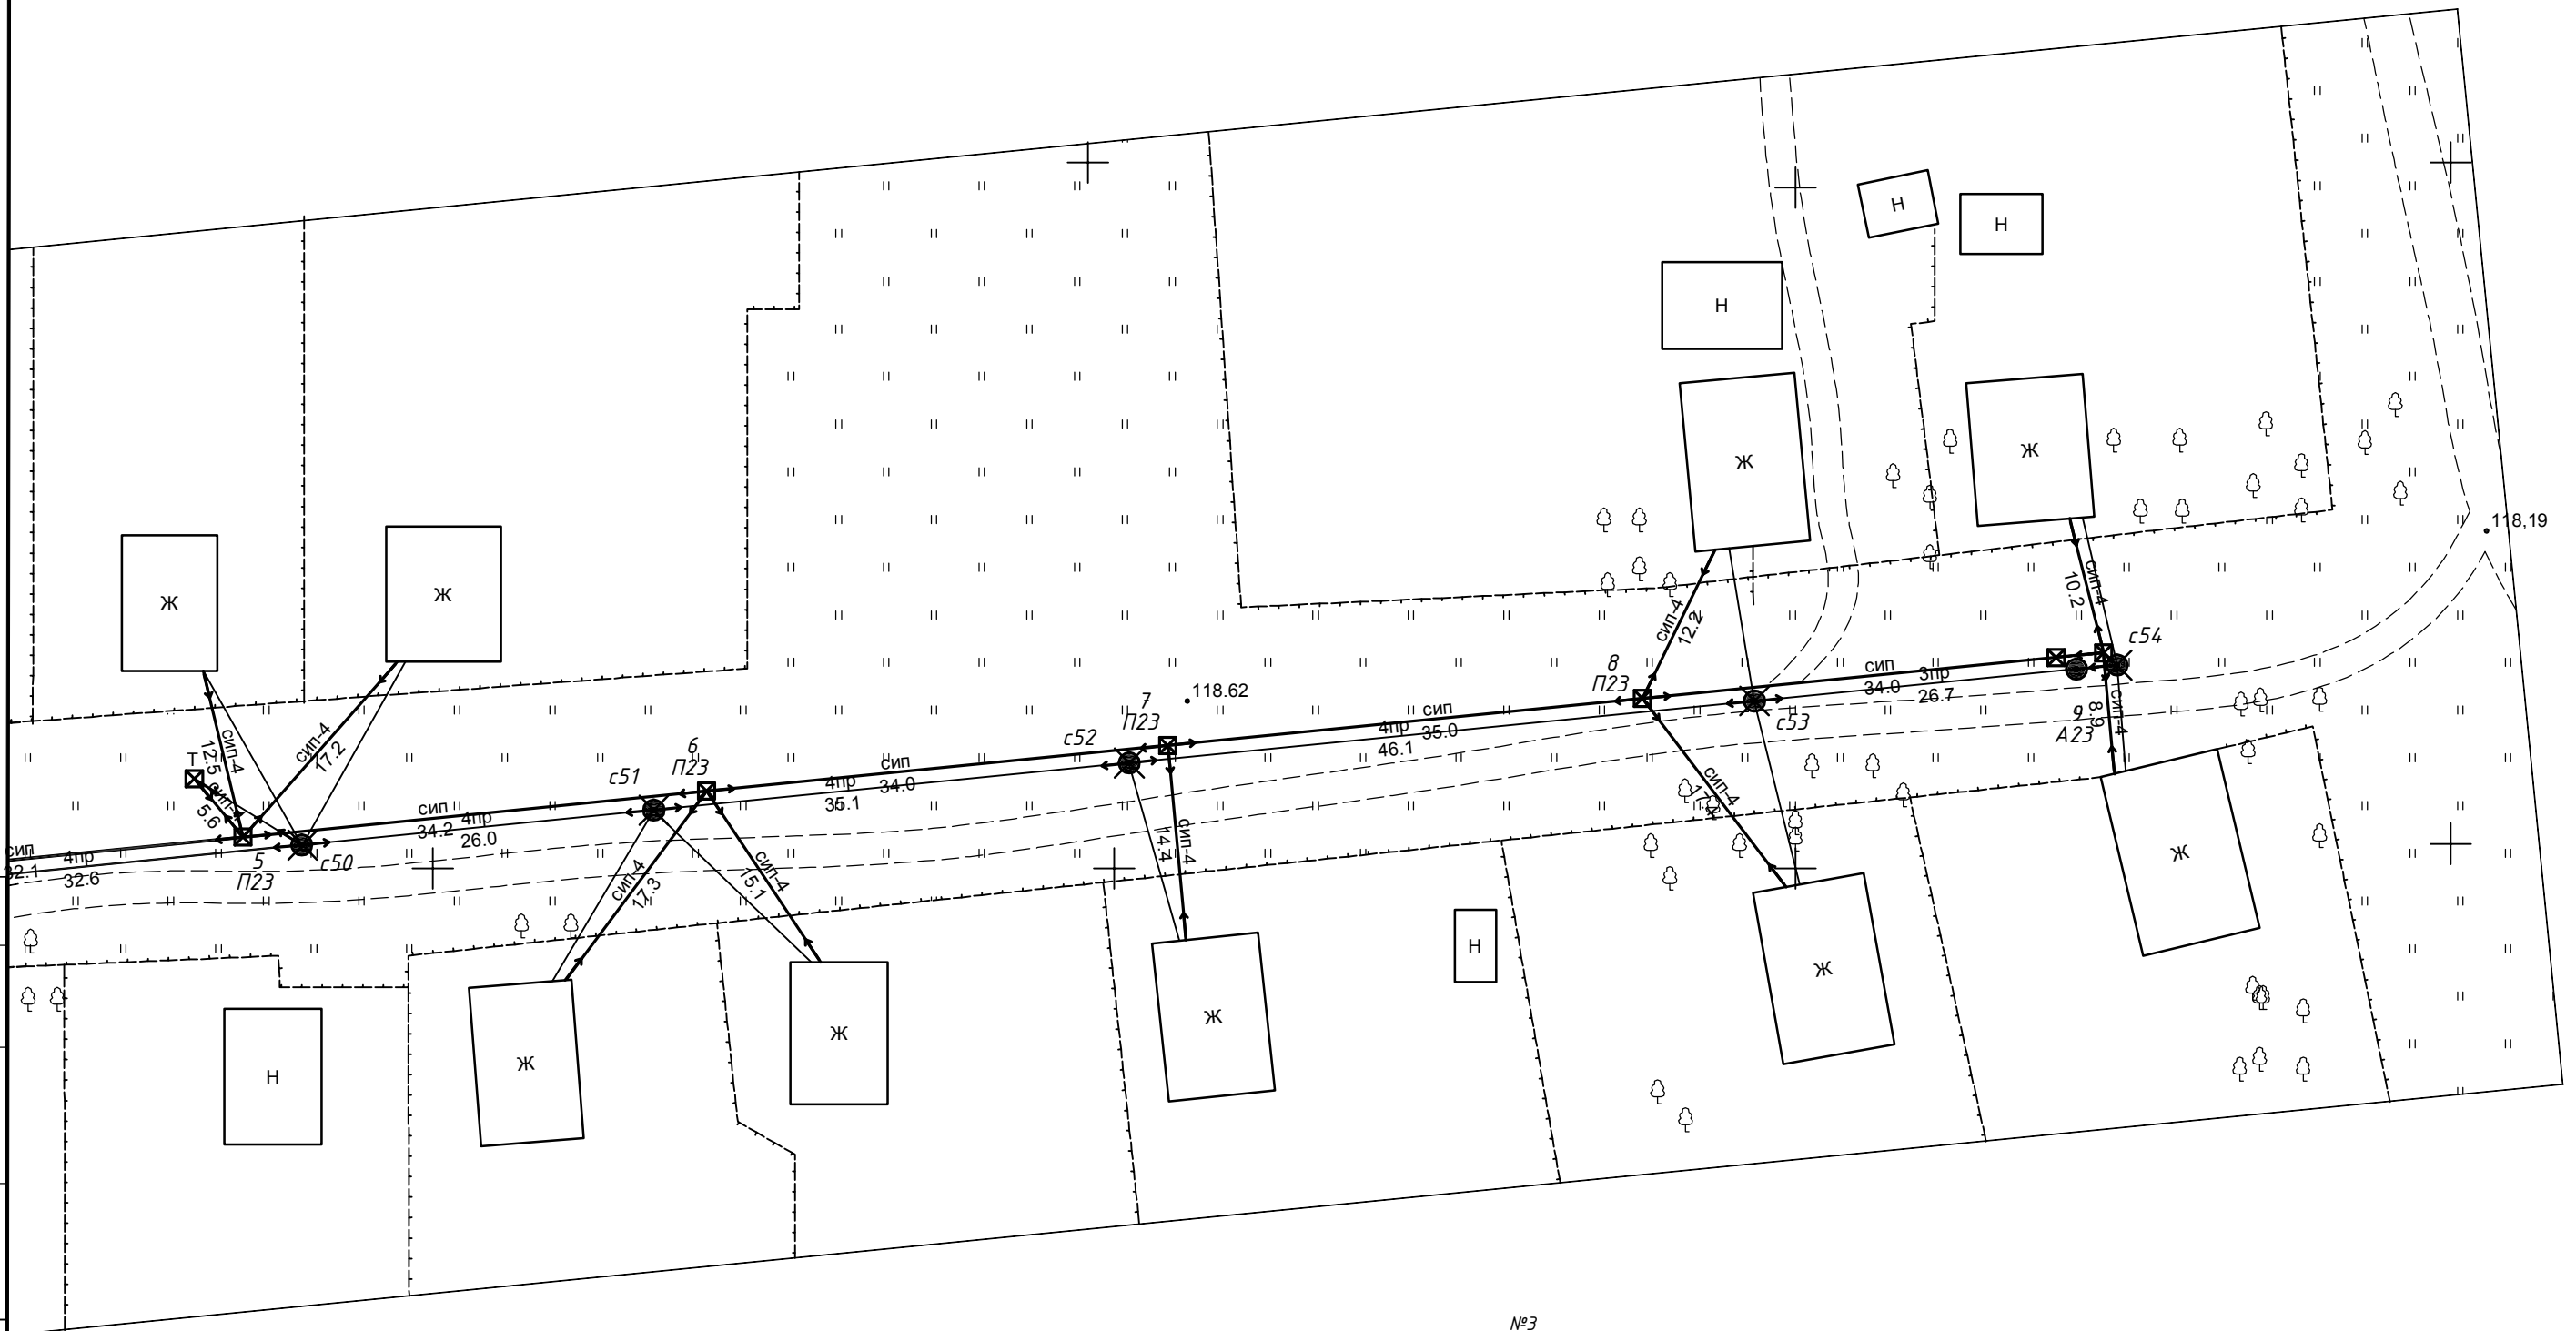 Н
Н
Н
Ж
Ж
118,19
Ж
Ж
сип-4
10.2
сип-4
12.2
с54
8
П23
сип
34.0
3пр
26.7
118.62
7
П23
с52
сип
35.0
4пр
46.1
с53
сип-4
8.9
9
А23
6
П23
с51
сип
34.0
4пр
35.1
сип-4
17.2
сип-4
12.5
Т
5.6
сип
34.2
4пр
26.0
сип-4
сип
32.1
4пр
32.6
5
П23
с50
сип-4
17.3
сип-4
15.1
сип-4
14.4
Ж
Н
Ж
Ж
Ж
Ж
Н
№3